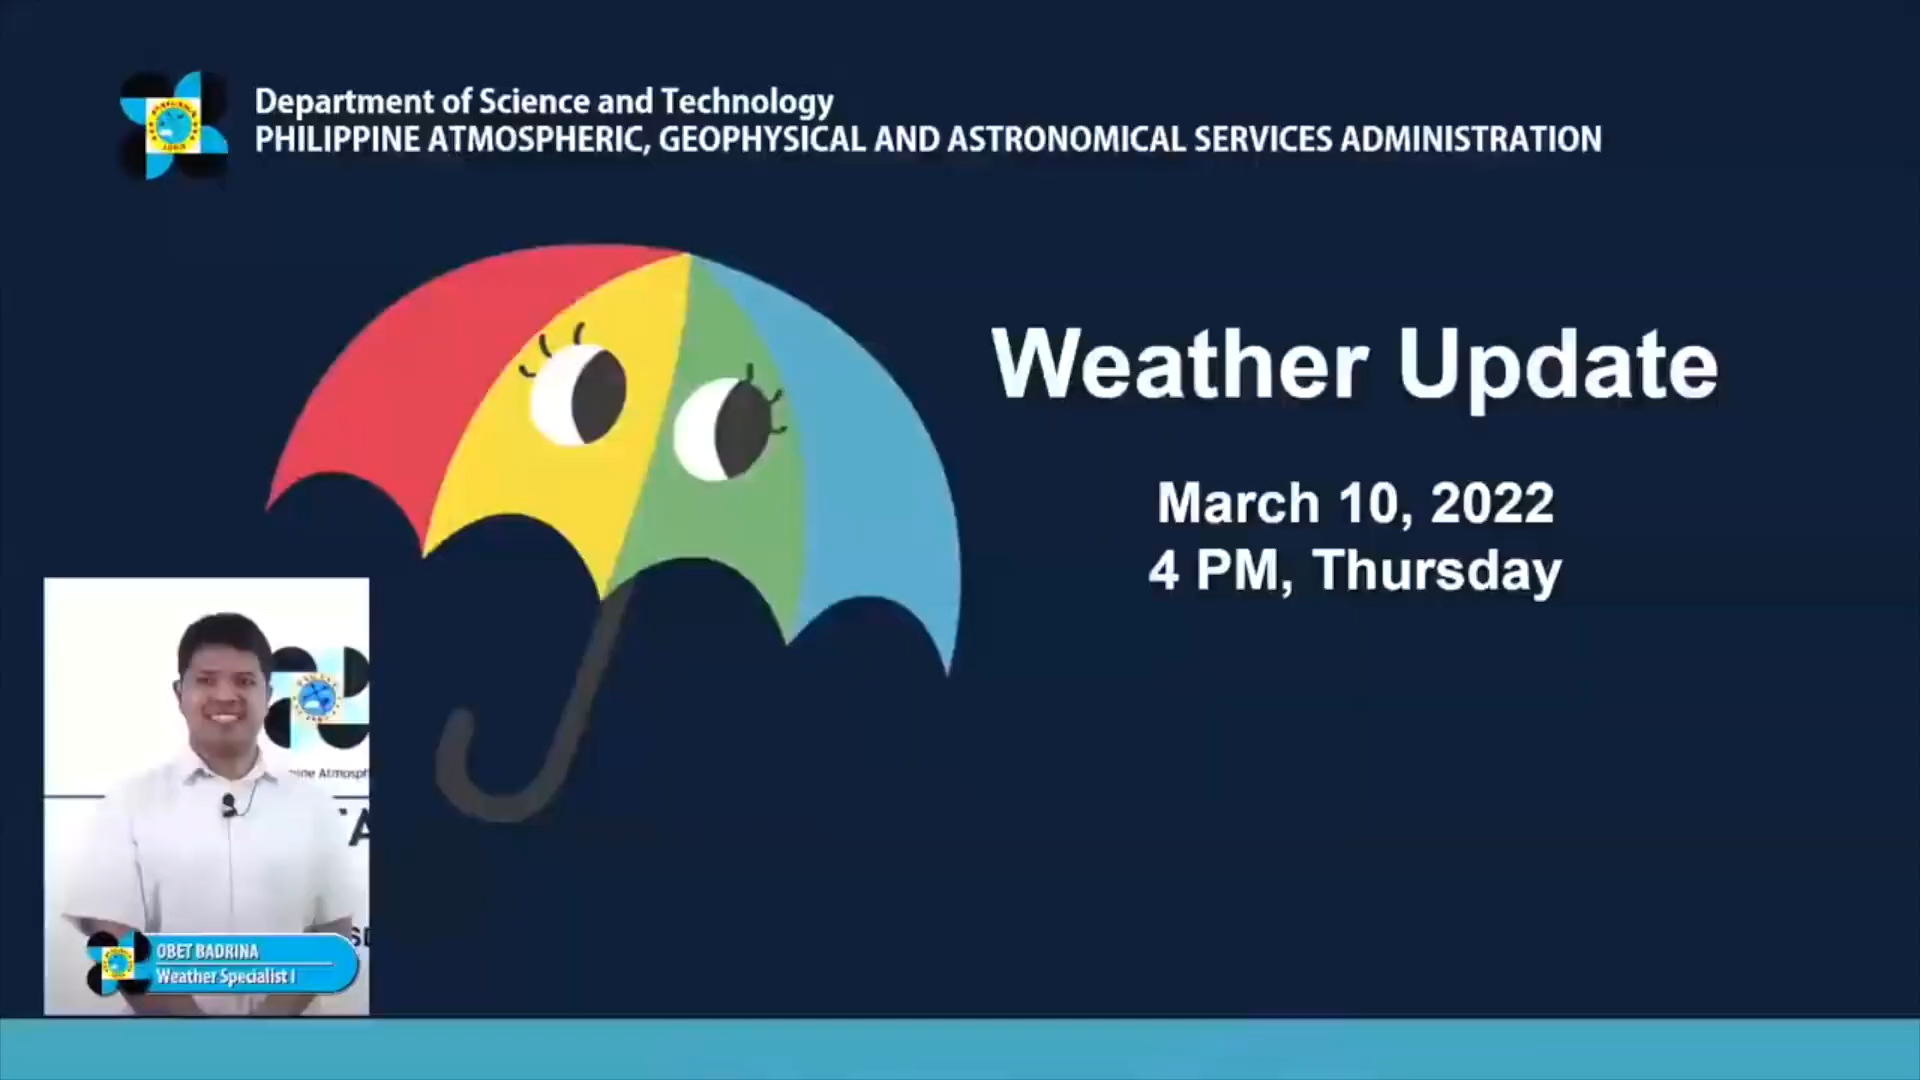 Department of Science and Technology
PHILIPPINE ATMOSPHERIC, GEOPHYSICAL AND ASTRONOMICAL SERVICES ADMINISTRATION
Weather Update
March 10, 2022
4 PM, Thursday
OBET BADRINA
Weather Specialist I